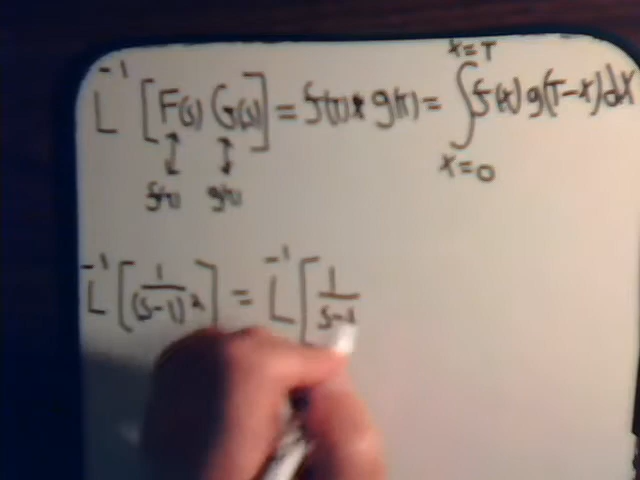 x=T
L⁻¹[F(s) G(s)] = f(t) * g(t) = ∫ f(x) g(T-x) dx
x=0
f(t) g(t)
L⁻¹[1/(s-1)²] = L⁻¹[1/(s-1